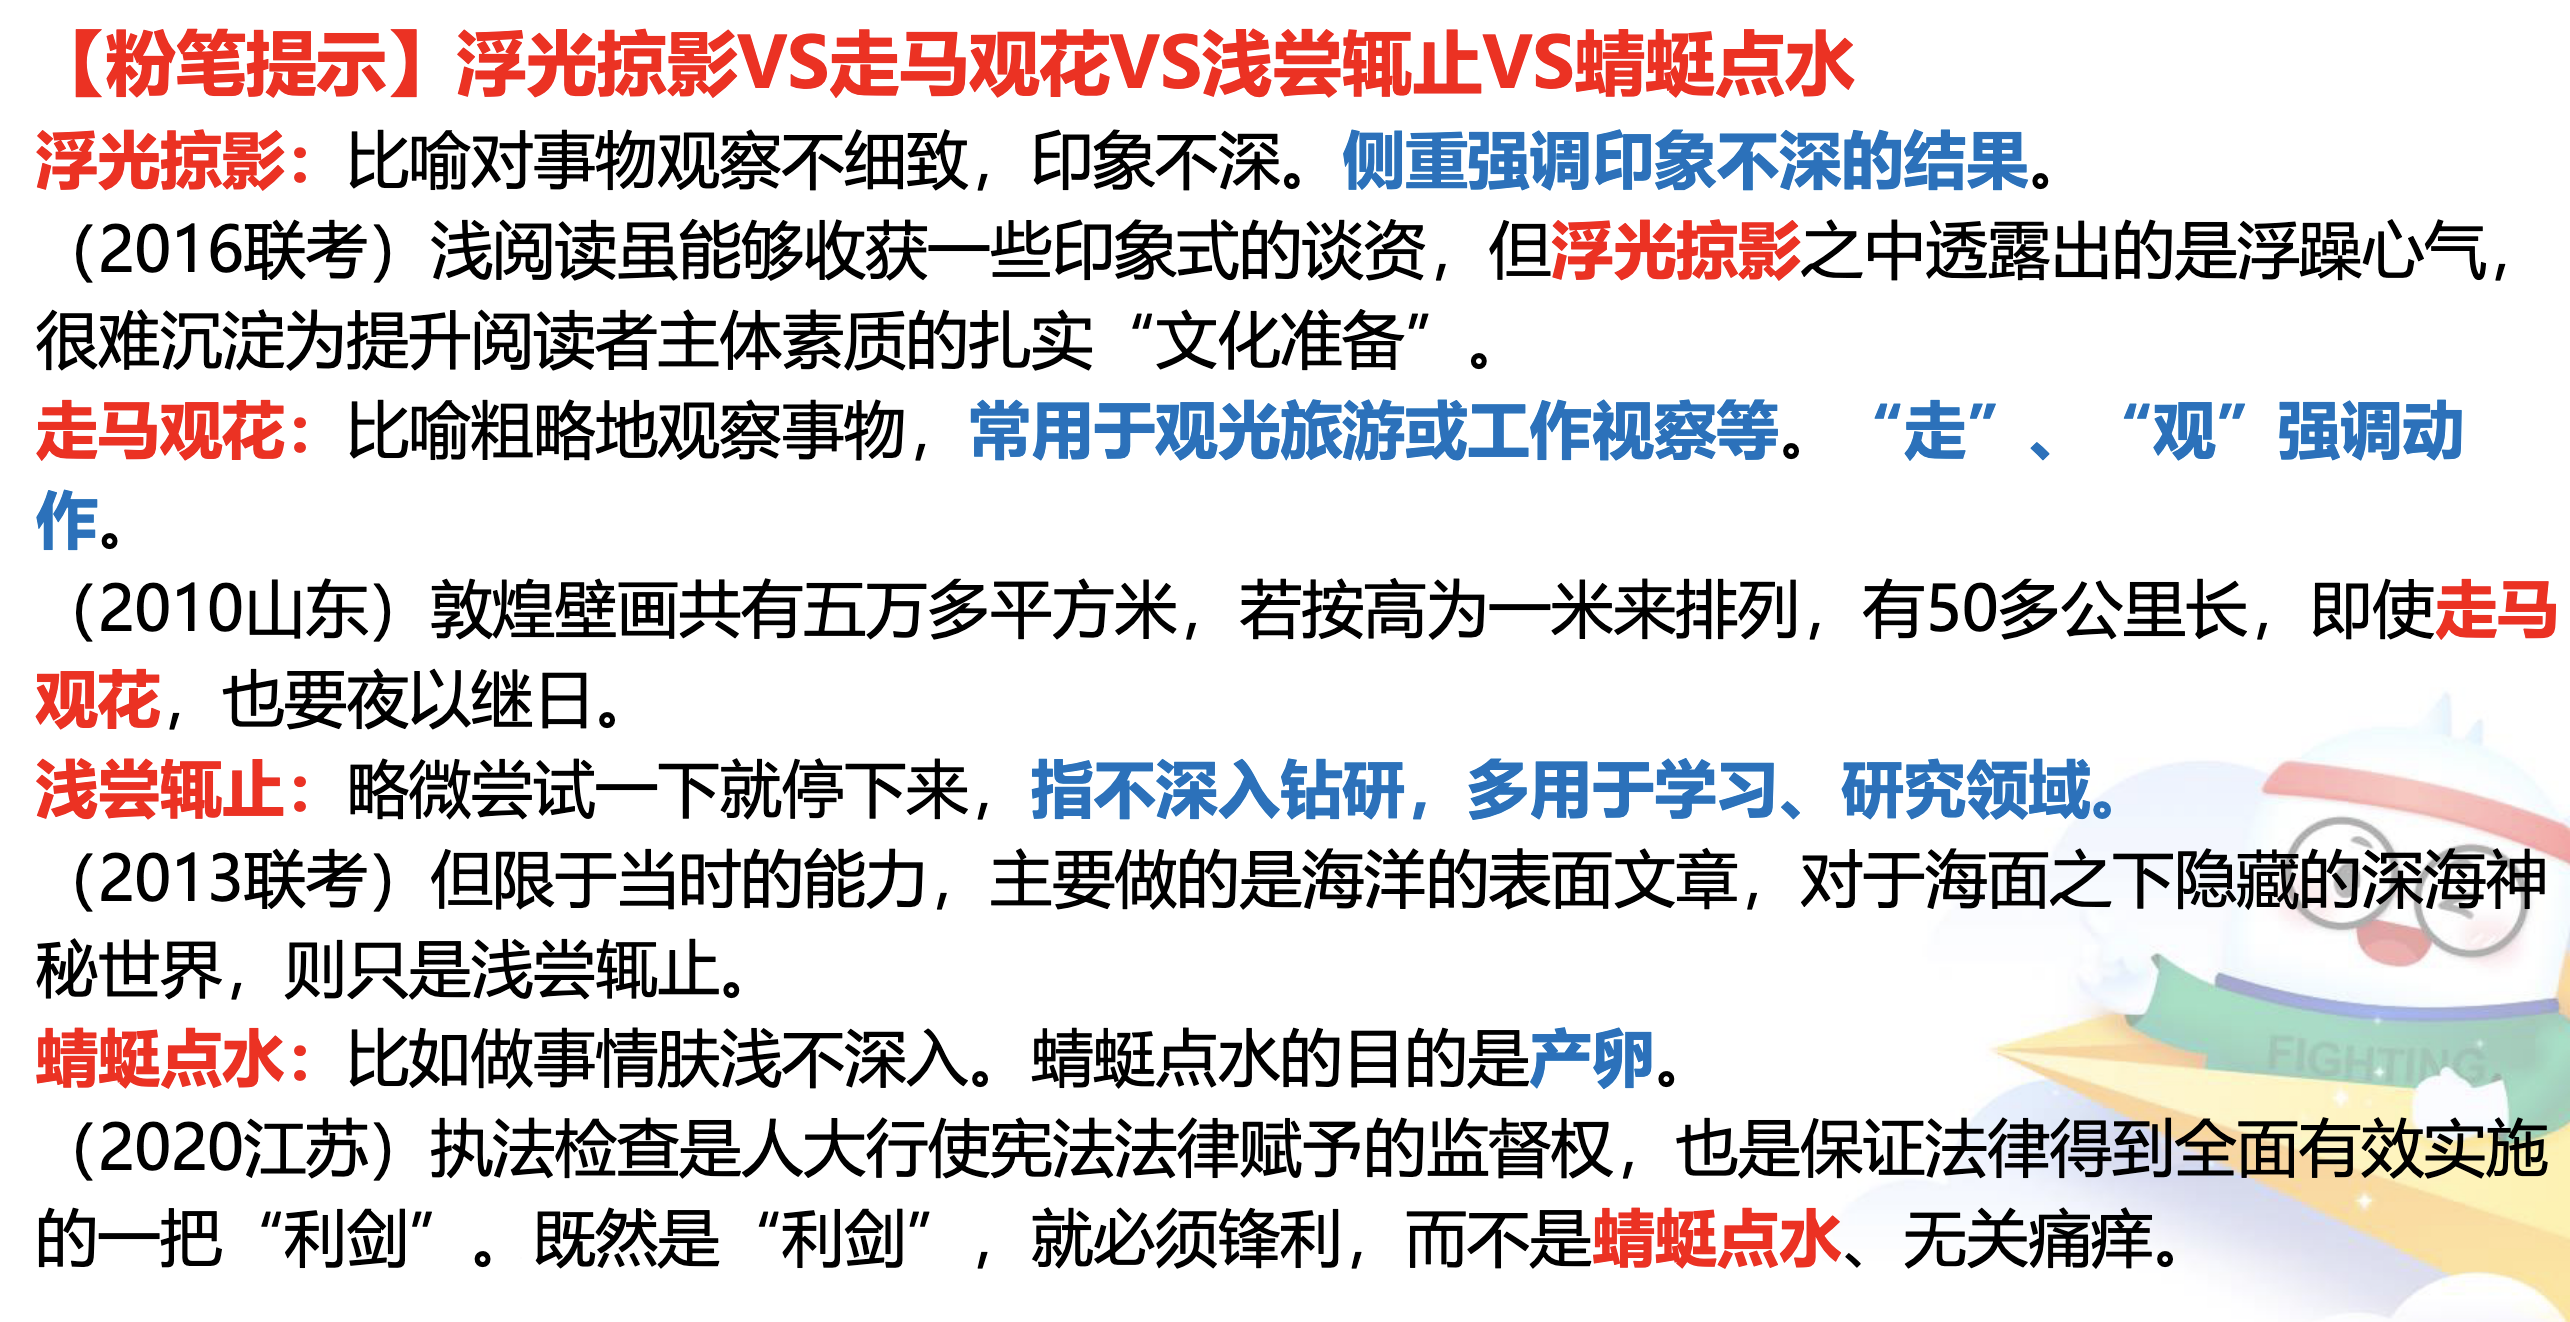 【粉笔提示】浮光掠影VS走马观花VS浅尝辄止VS蜻蜓点水
浮光掠影：比喻对事物观察不细致，印象不深。侧重强调印象不深的结果。
（2016联考）浅阅读虽能够收获一些印象式的谈资，但浮光掠影之中透露出的是浮躁心气，
很难沉淀为提升阅读者主体素质的扎实“文化准备”。
走马观花：比喻粗略地观察事物，常用于观光旅游或工作视察等。“走”、“观”强调动
作。
（2010山东）敦煌壁画共有五万多平方米，若按高为一米来排列，有50多公里长，即使走马
观花，也要夜以继日。
浅尝辄止：略微尝试一下就停下来，指不深入钻研，多用于学习、研究领域。
（2013联考）但限于当时的能力，主要做的是海洋的表面文章，对于海面之下隐藏的深海神
秘世界，则只是浅尝辄止。
蜻蜓点水：比如做事情肤浅不深入。蜻蜓点水的目的是产卵。
FIGHTING
（2020江苏）执法检查是人大行使宪法法律赋予的监督权，也是保证法律得到全面有效实施
的一把“利剑”。既然是“利剑”，就必须锋利，而不是蜻蜓点水、无关痛痒。